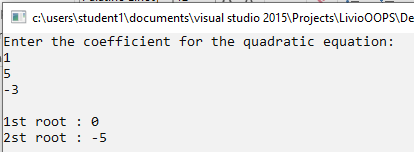 c:\users\student1\documents\visual studio 2015\Projects\LivioOOPS\De
Enter the coefficient for the quadratic equation:
1
5
-3
1st root : 0
2st root : -5